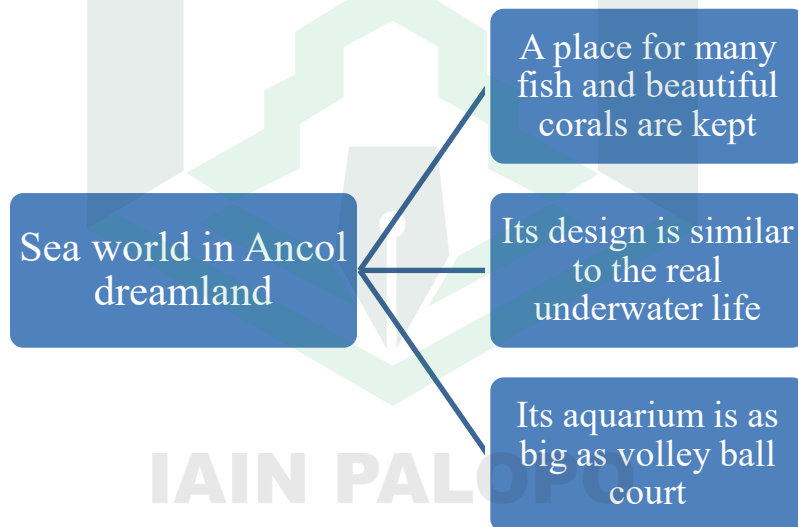 Sea world in Ancol
dreamland
A place for many
fish and beautiful
corals are kept
Its design is similar
to the real
underwater life
Its aquarium is as
big as volley ball
court
IAIN PALOPO